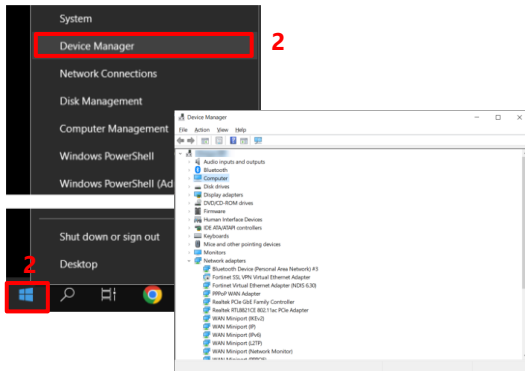 System
Device Manager
2
Network Connections
Disk Management
Computer Management
Windows PowerShell
Windows PowerShell (Ad
Shut down or sign out
2
Desktop
Device Manager
File Action View Help
Audio inputs and outputs
Bluetooth
Computer
Disk drives
Display adapters
DVD/CD-ROM drives
Firmware
Human Interface Devices
IDE ATA/ATAPI controllers
Keyboards
Mice and other pointing devices
Monitors
Network adapters
Bluetooth Device (Personal Area Network) #3
Fortinet SSL VPN Virtual Ethernet Adapter
Fortinet Virtual Ethernet Adapter (NDIS 6.30)
PPPoP WAN Adapter
Realtek PCIe GbE Family Controller
Realtek RTL8821CE 802.11ac PCIe Adapter
WAN Miniport (IKEv2)
WAN Miniport (IP)
WAN Miniport (IPv6)
WAN Miniport (L2TP)
WAN Miniport (Network Monitor)
WAN Miniport (PPPOE)